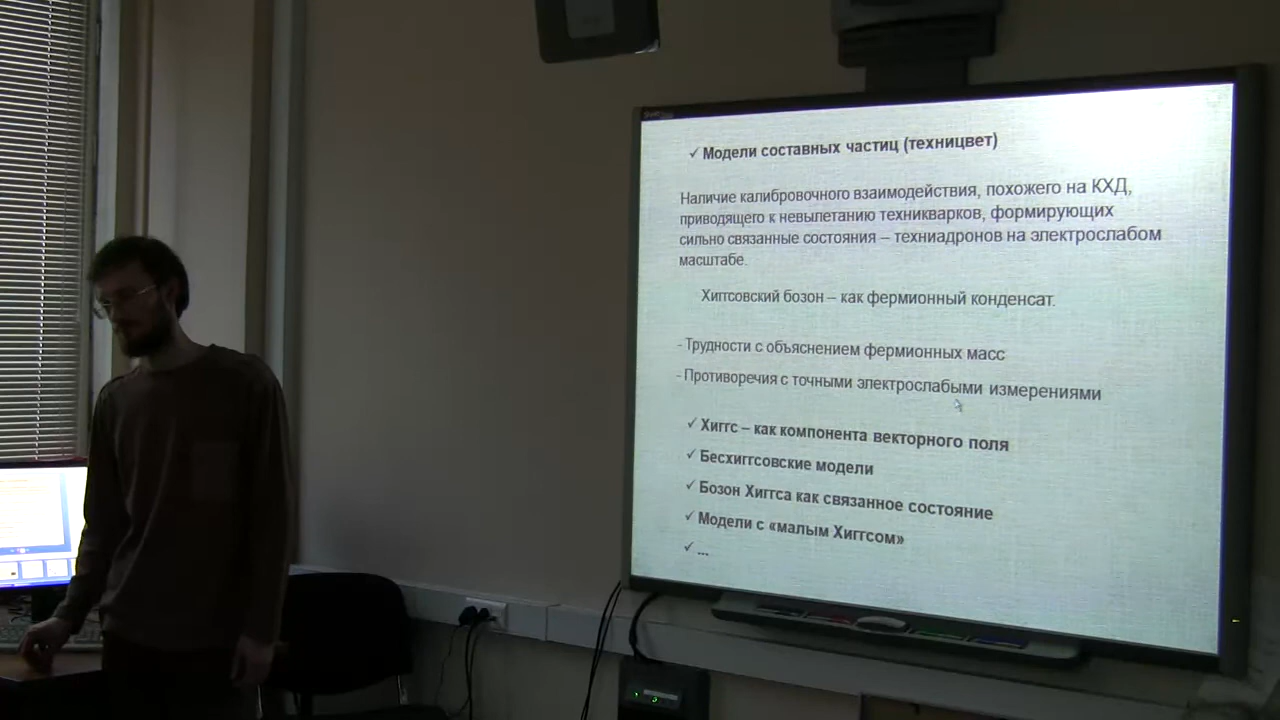 ✓ Модели составных частиц (техницвет)
Наличие калибровочного взаимодействия, похожего на КХД,
приводящего к невылетанию техникварков, формирующих
сильно связанные состояния – техниадронов на электрослабом
масштабе.
Хиггсовский бозон – как фермионный конденсат.
- Трудности с объяснением фермионных масс
- Противоречия с точными электрослабыми измерениями
✓ Хиггс – как компонента векторного поля
✓ Бесхиггсовские модели
✓ Бозон Хиггса как связанное состояние
✓ Модели с «малым Хиггсом»
✓ ...